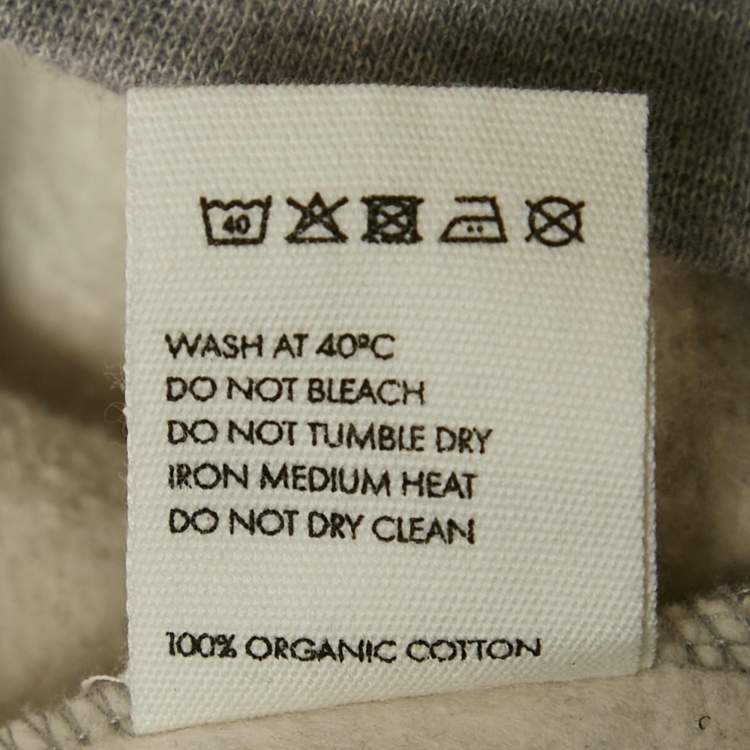 40
WASH AT 40ºC
DO NOT BLEACH
DO NOT TUMBLE DRY
IRON MEDIUM HEAT
DO NOT DRY CLEAN
100% ORGANIC COTTON
c